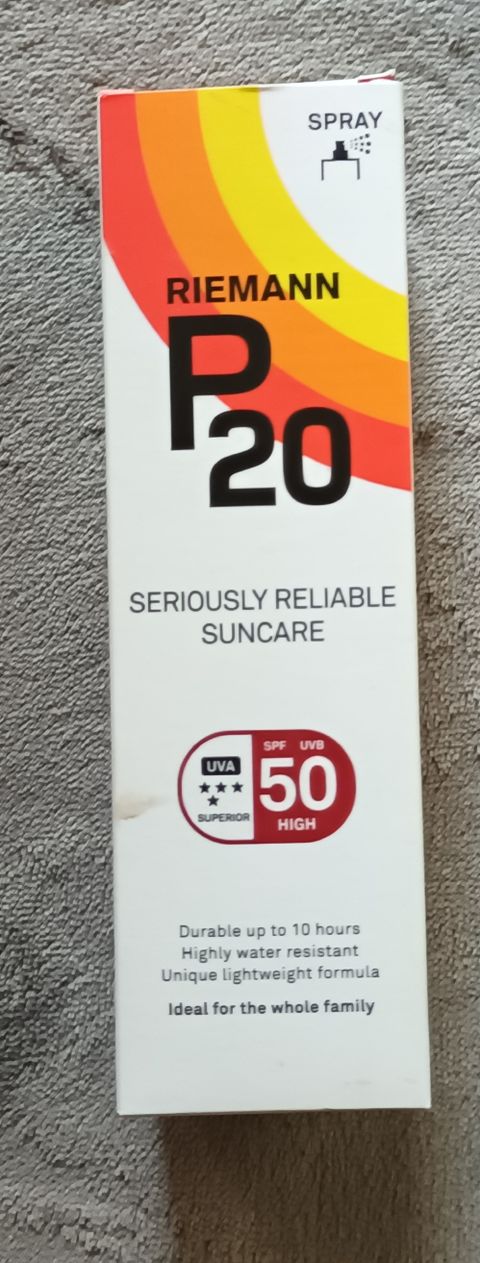 SPRAY
RIEMANN
P
20
SERIOUSLY RELIABLE
SUNCARE
UVA
SUPERIOR
SPF UVB
50
HIGH
Durable up to 10 hours
Highly water resistant
Unique lightweight formula
Ideal for the whole family